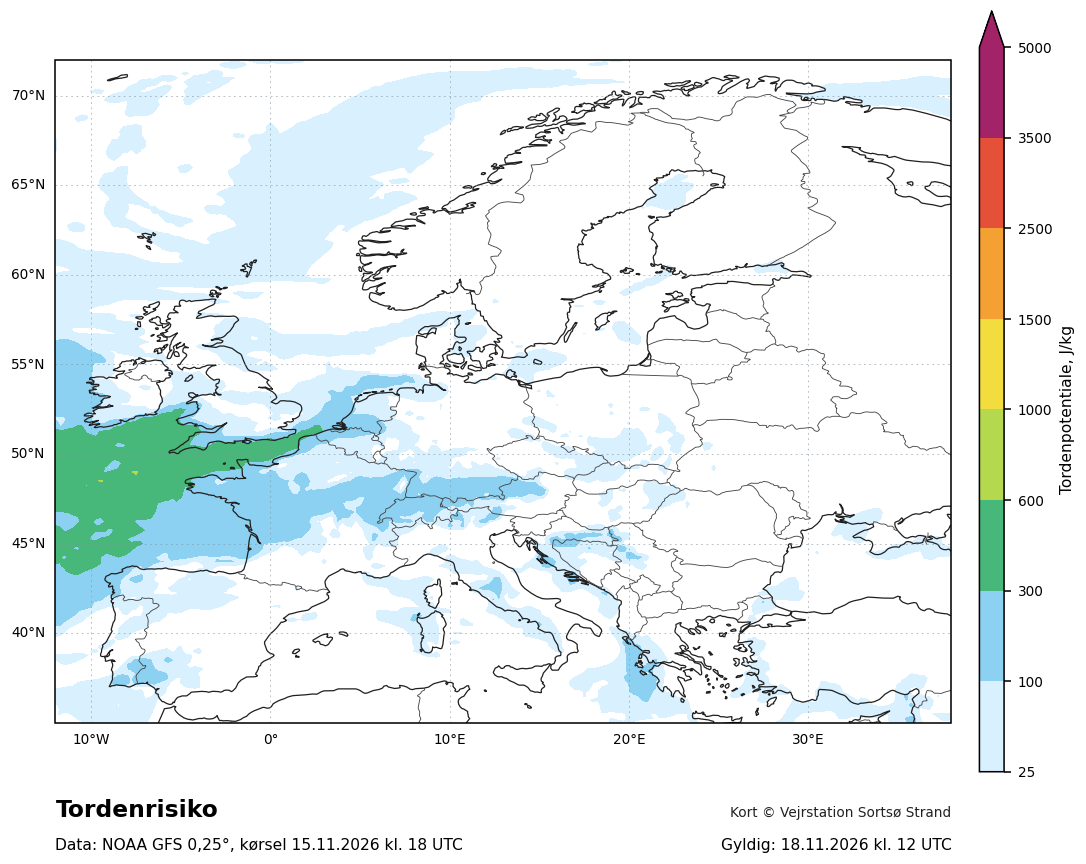 70°N
65°N
60°N
55°N
50°N
45°N
40°N
10°W
0°
10°E
20°E
30°E
5000
3500
2500
1500
1000
600
300
100
25
Tordenpotentiale, J/kg
Tordenrisiko
Kort © Vejrstation Sortsø Strand
Data: NOAA GFS 0,25°, kørsel 15.11.2026 kl. 18 UTC
Gyldig: 18.11.2026 kl. 12 UTC